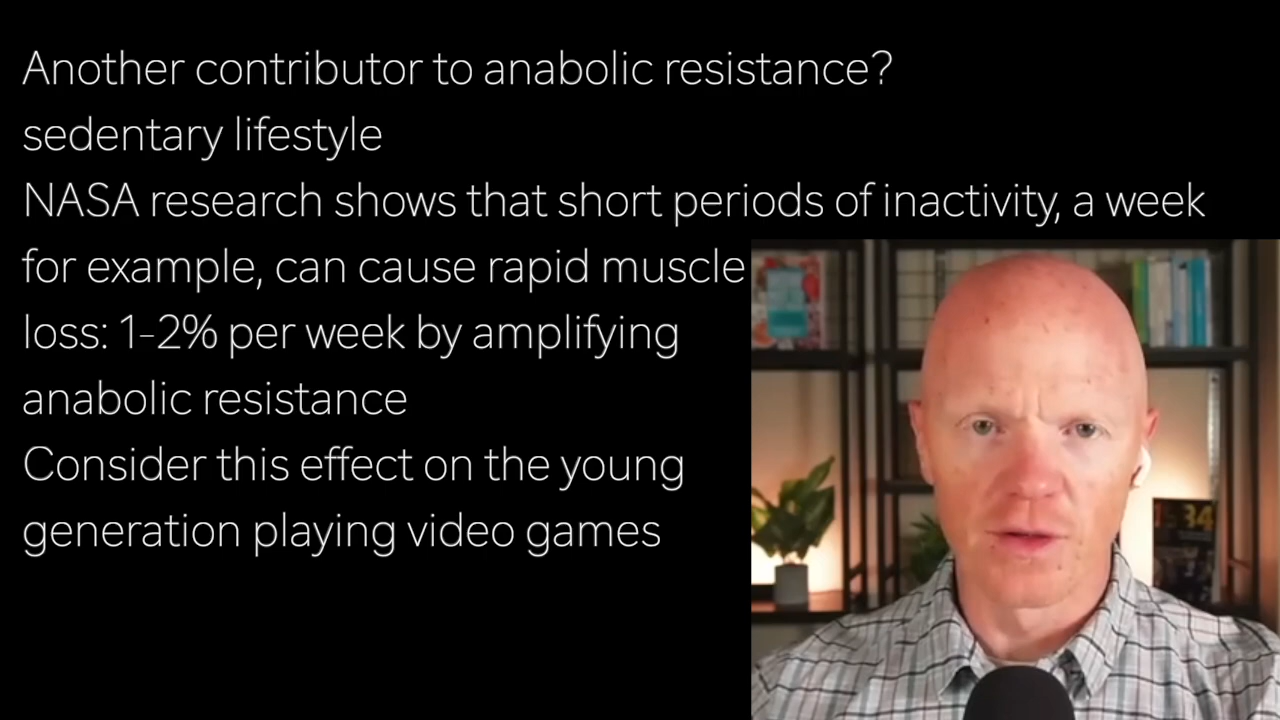 Another contributor to anabolic resistance?
sedentary lifestyle
NASA research shows that short periods of inactivity, a week
for example, can cause rapid muscle
loss: 1-2% per week by amplifying
anabolic resistance
Consider this effect on the young
generation playing video games
34